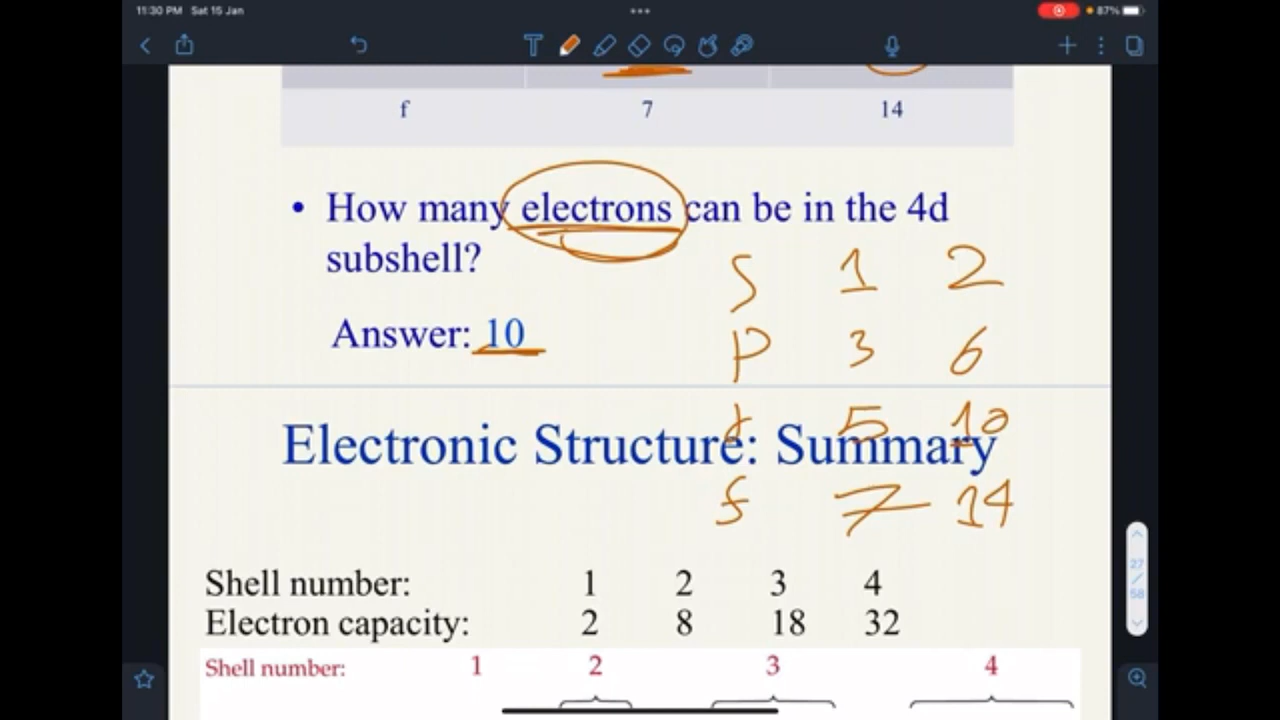 11:30 PM Sat 15 Jan
87%
f 7 14
• How many electrons can be in the 4d
subshell?
S 1 2
Answer: 10
P 3 6
d 5 10
Electronic Structure: Summary
f 7 14
27
/
58
Shell number: 1 2 3 4
Electron capacity: 2 8 18 32
Shell number: 1 2 3 4